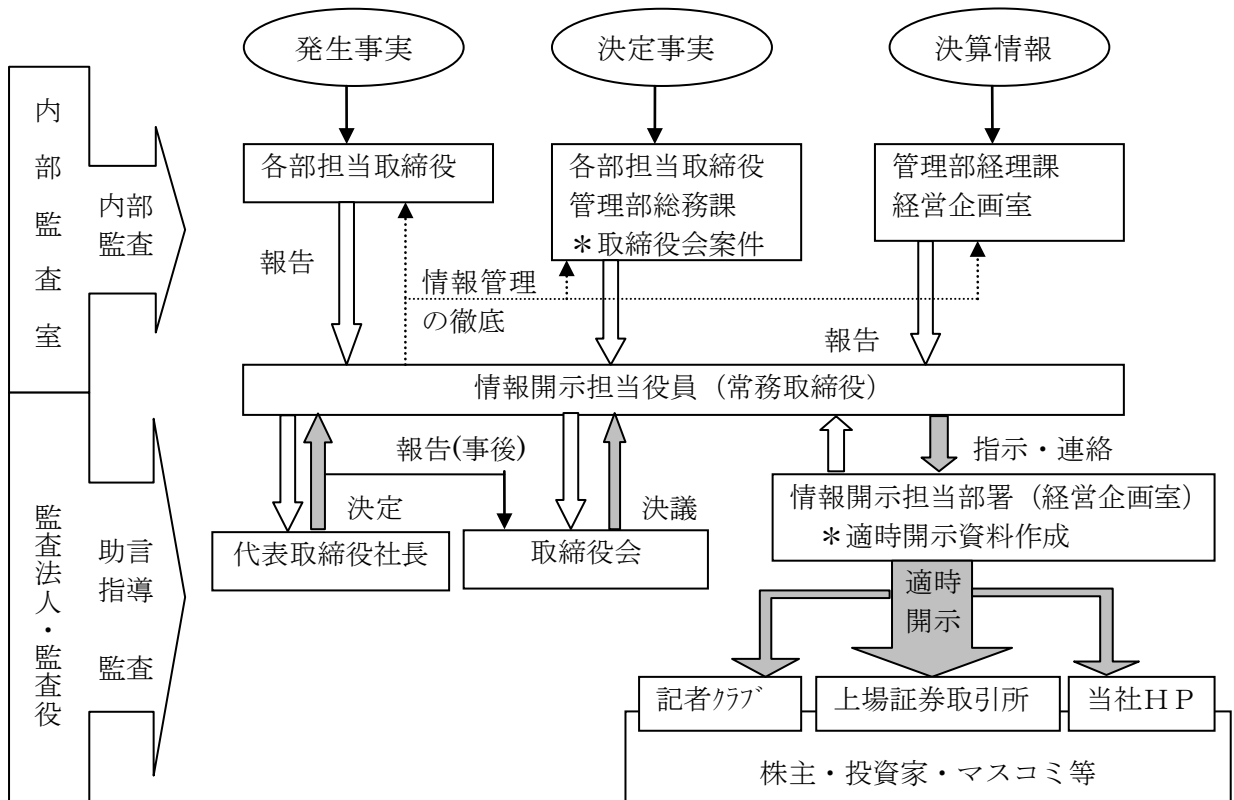 発生事実
決定事実
決算情報
内部監査室
内部
監査
各部担当取締役
各部担当取締役
管理部総務課
＊取締役会案件
管理部経理課
経営企画室
報告
情報管理
の徹底
報告
情報開示担当役員（常務取締役）
報告(事後)
指示・連絡
決定
決議
代表取締役社長
取締役会
情報開示担当部署（経営企画室）
＊適時開示資料作成
監査法人・監査役
助言
指導
監査
適時
開示
記者ｸﾗﾌﾞ
上場証券取引所
当社ＨＰ
株主・投資家・マスコミ等